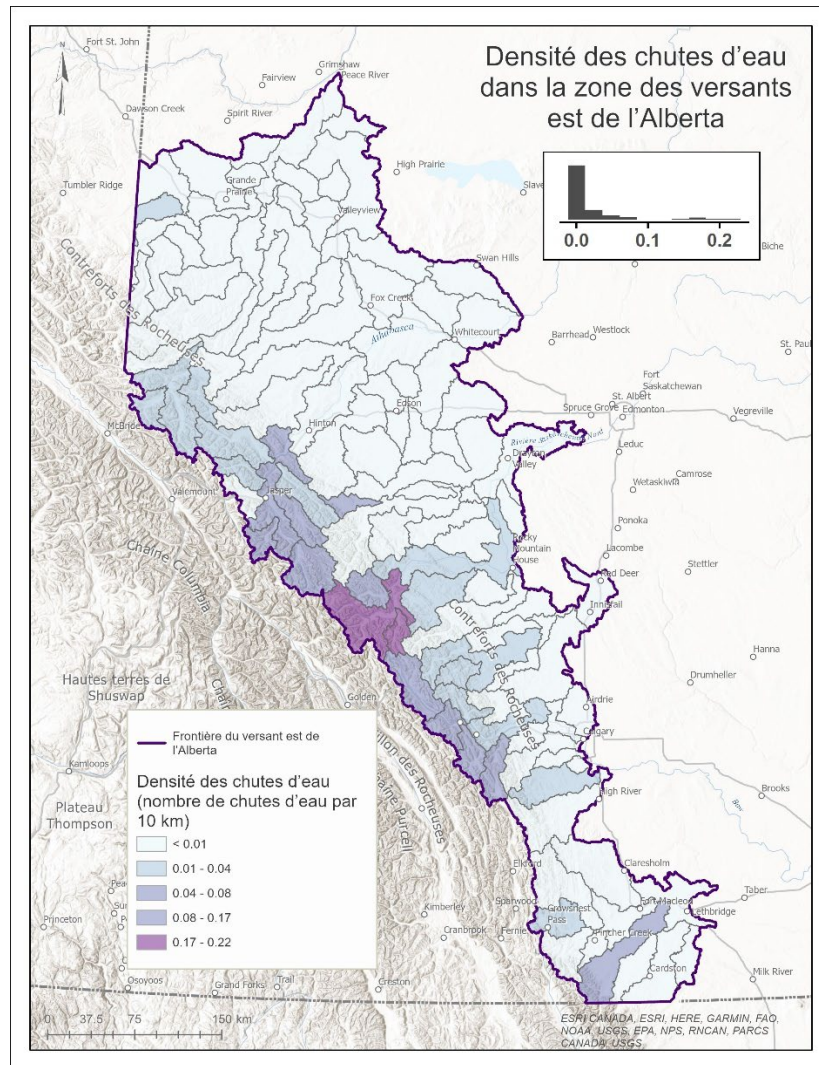 Densité des chutes d'eau
dans la zone des versants
est de l'Alberta
0.0 0.1 0.2
N
Fort St. John
Grimshaw
Peace River
Fairview
Dawson Creek
Spirit River
High Prairie
Tumbler Ridge
Grande
Prairie
Slave
Valleyview
Biche
Swan Hills
Contreforts des Rocheuses
Fox Creek
Athabasca
Whitecourt
Barrhead
Westlock
St. Paul
Fort
Saskatchewan
McBride
Edson
Hinton
St. Albert
Spruce Grove
Edmonton
Vegreville
Drayton
Valley
Leduc
Camrose
Wetaskiwin
Valemount
Jasper
Ponoka
Chaîne Columbia
Rocky
Mountain
House
Lacombe
Red Deer
Stettler
Innisfail
Contreforts des Rocheuses
Hanna
Hautes terres de
Shuswap
Drumheller
Golden
Airdrie
Calgary
Kamloops
Plateau
Thompson
High River
Brooks
Bow
Elkford
Claresholm
Sparwood
Crowsnest
Pass
Fort Macleod
Taber
Lethbridge
Kimberley
Fernie
Pincher Creek
Cranbrook
Princeton
Cardston
Milk River
Osoyoos
Grand Forks
Trail
Creston
Frontière du versant est de
l'Alberta
Densité des chutes d'eau
(nombre de chutes d'eau par
10 km)
< 0.01
0.01 - 0.04
0.04 - 0.08
0.08 - 0.17
0.17 - 0.22
0 37.5 75 150 km
ESRI CANADA, ESRI, HERE, GARMIN, FAO,
NOAA, USGS, EPA, NPS, RNCAN, PARCS
CANADA, USGS